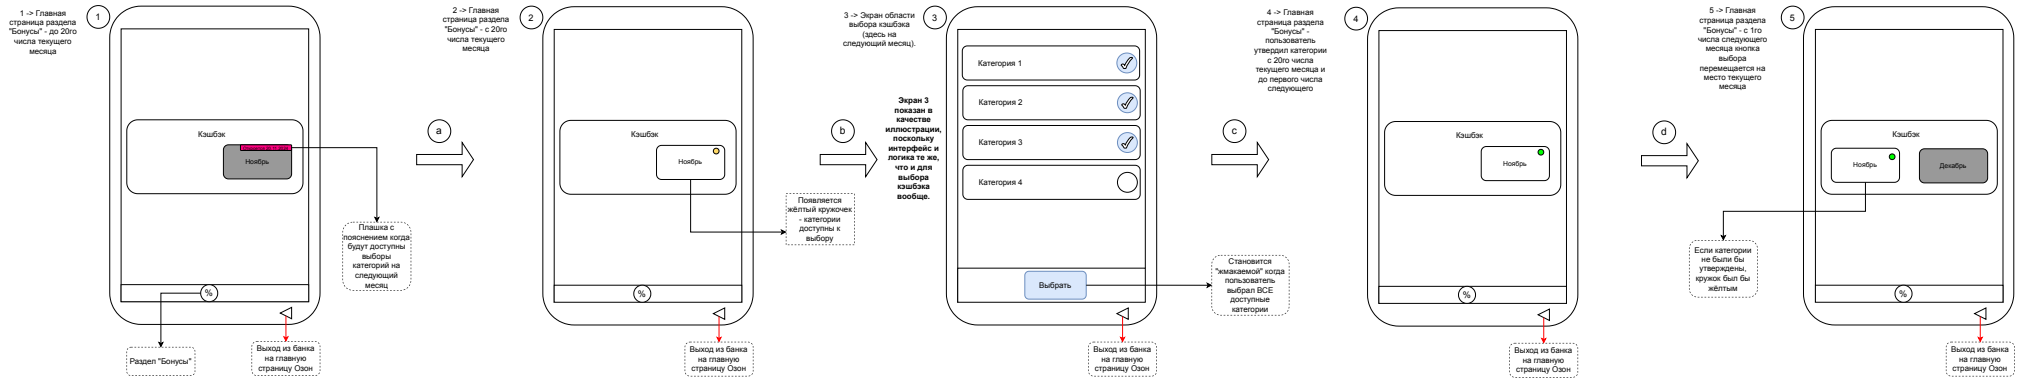 1 -> Главная
страница раздела
"Бонусы" - до 20го
числа текущего
месяца
1
Кэшбэк
Ноябрь
%
Плашка с
пояснением когда
будут доступны
выборы
категорий на
следующий
месяц
Раздел "Бонусы"
Выход из банка
на главную
страницу Озон
a
2 -> Главная
страница раздела
"Бонусы" - с 20го
числа текущего
месяца
2
Кэшбэк
Ноябрь
%
Появляется
жёлтый кружочек
- категории
доступны к
выбору
Выход из банка
на главную
страницу Озон
b
3 -> Экран области
выбора кэшбэка
(здесь на
следующий месяц).
3
Экран 3
показан в
качестве
иллюстрации,
поскольку
интерфейс и
логика те же,
что и для
выбора
кэшбэка
вообще.
Категория 1
Категория 2
Категория 3
Категория 4
Выбрать
Становится
"жмакаемой" когда
пользователь
выбрал ВСЕ
доступные
категории
Выход из банка
на главную
страницу Озон
c
4 -> Главная
страница раздела
"Бонусы" -
пользователь
утвердил категории
с 20го числа
текущего месяца и
до первого числа
следующего
4
Кэшбэк
Ноябрь
%
Выход из банка
на главную
страницу Озон
d
5 -> Главная
страница раздела
"Бонусы" - с 1го
числа следующего
месяца кнопка
выбора
перемещается на
место текущего
месяца
5
Кэшбэк
Ноябрь
Декабрь
%
Если категории
не были бы
утверждены,
кружок был бы
жёлтым
Выход из банка
на главную
страницу Озон